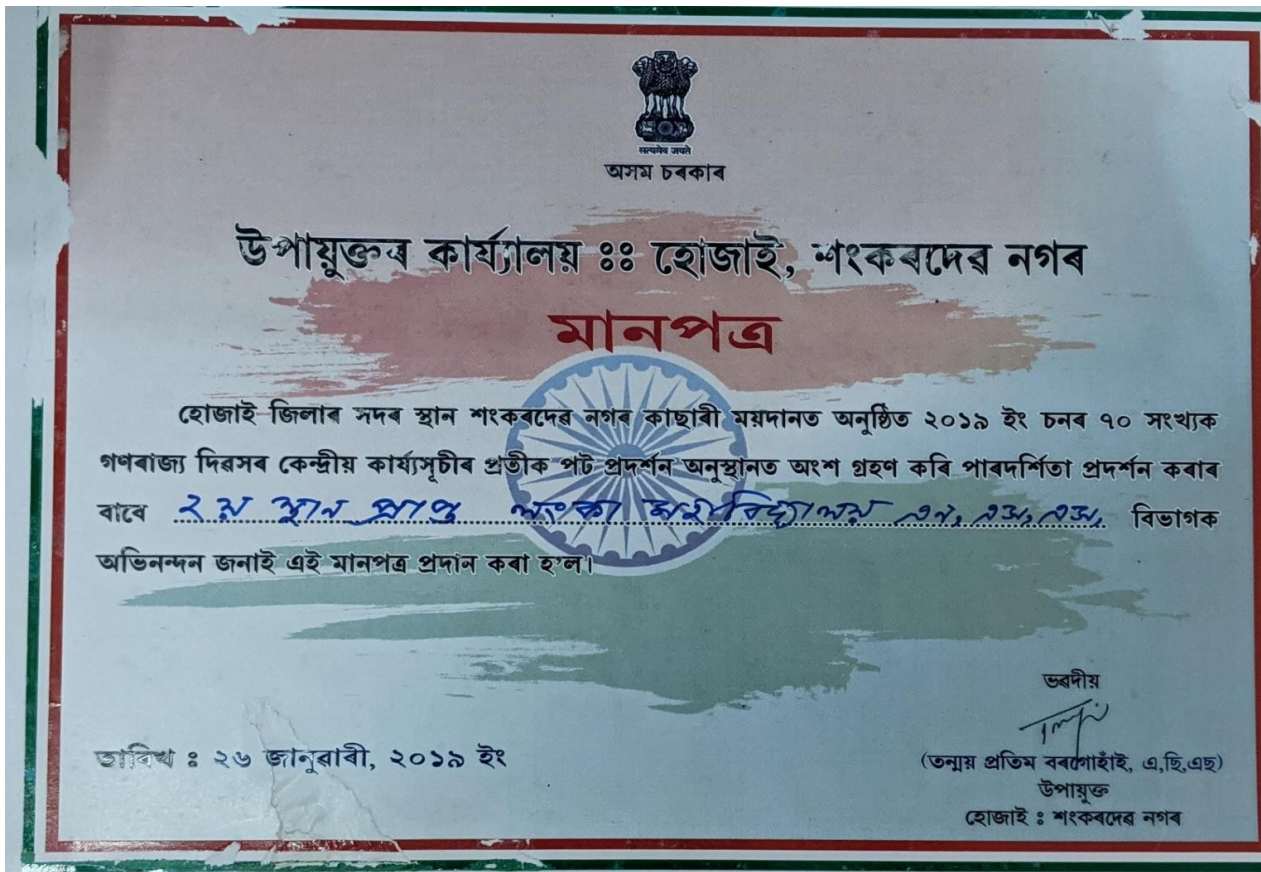 सत्यमेव जयते
অসম চৰকাৰ
উপায়ুক্তৰ কাৰ্য্যালয় ঃঃ হোজাই, শংকৰদেৱ নগৰ
মানপত্ৰ
হোজাই জিলাৰ সদৰ স্থান শংকৰদেৱ নগৰ কাছাৰী ময়দানত অনুষ্ঠিত ২০১৯ ইং চনৰ ৭০ সংখ্যক
গণৰাজ্য দিৱসৰ কেন্দ্ৰীয় কাৰ্য্যসূচীৰ প্ৰতীক পট প্ৰদৰ্শন অনুস্থানত অংশ গ্ৰহণ কৰি পাৰদৰ্শিতা প্ৰদৰ্শন কৰাৰ
বাবে ২য় স্থান প্ৰাপ্ত লংকা মহাবিদ্যালয় এন, এছ, এছ, বিভাগক
অভিনন্দন জনাই এই মানপত্ৰ প্ৰদান কৰা হ'ল।
ভৱদীয়
তাৰিখ ঃ ২৬ জানুৱাৰী, ২০১৯ ইং
(তন্ময় প্ৰতিম বৰগোহাঁই, এ,ছি,এছ)
উপায়ুক্ত
হোজাই ঃ শংকৰদেৱ নগৰ